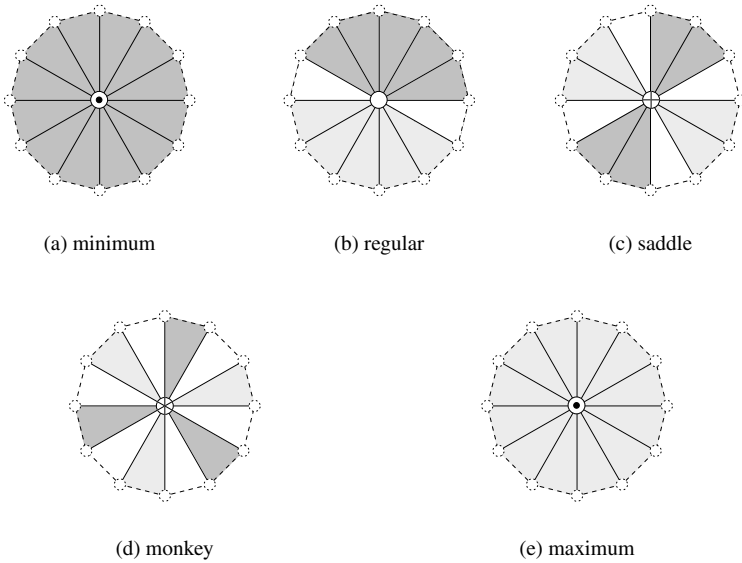 (a) minimum
(b) regular
(c) saddle
(d) monkey
(e) maximum